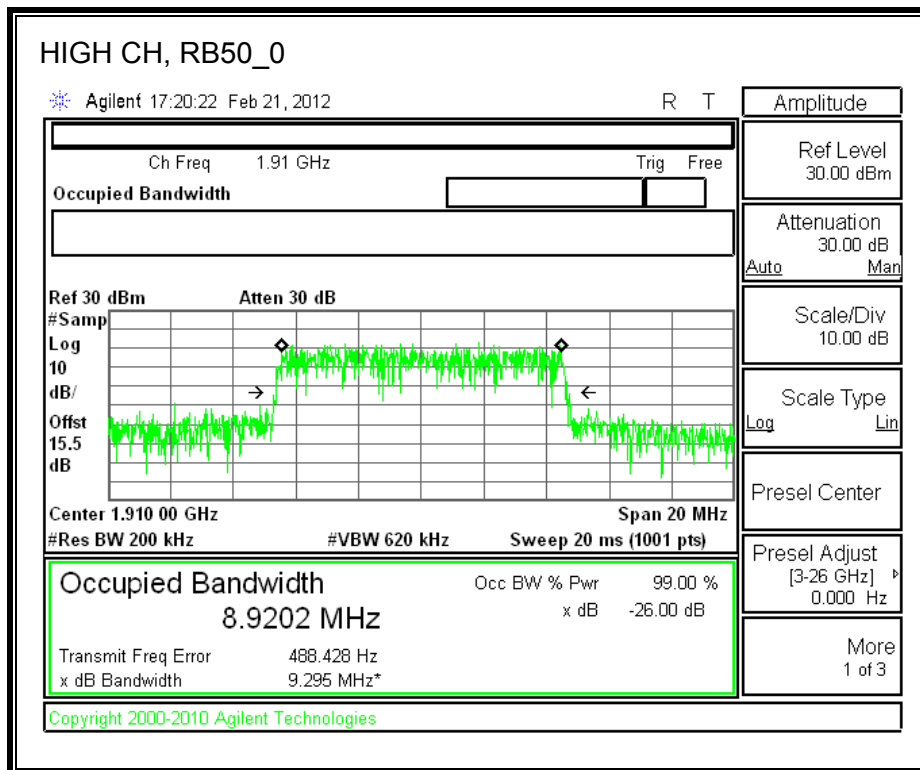 HIGH CH, RB50_0
Agilent 17:20:22 Feb 21, 2012 R T
Amplitude
Ch Freq 1.91 GHz Trig Free
Occupied Bandwidth
Ref Level
30.00 dBm
Attenuation
30.00 dB
Auto Man
Scale/Div
10.00 dB
Scale Type
Log Lin
Presel Center
Presel Adjust
[3-26 GHz]
0.000 Hz
More
1 of 3
Ref 30 dBm Atten 30 dB
#Samp
Log
10
dB/
Offst
15.5
dB
Center 1.910 00 GHz Span 20 MHz
#Res BW 200 kHz #VBW 620 kHz Sweep 20 ms (1001 pts)
Occupied Bandwidth Occ BW % Pwr 99.00 %
8.9202 MHz x dB -26.00 dB
Transmit Freq Error 488.428 Hz
x dB Bandwidth 9.295 MHz*
Copyright 2000-2010 Agilent Technologies